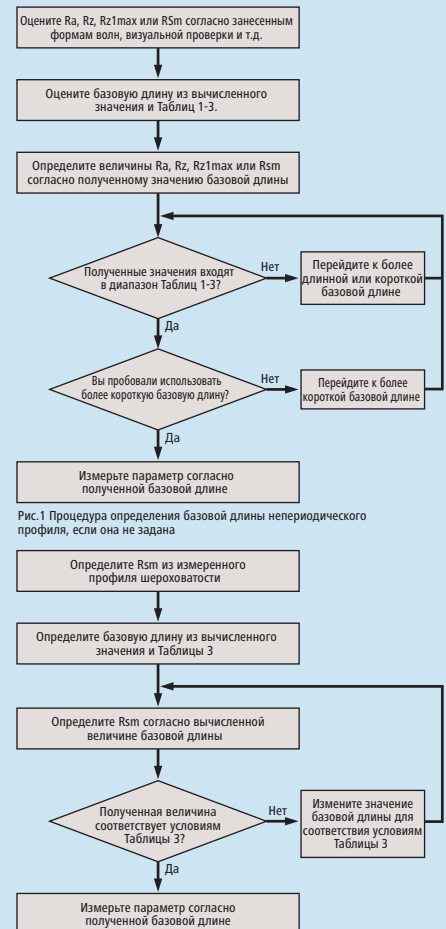 Оцените Ra, Rz, Rz1max или RSm согласно занесенным
формам волн, визуальной проверки и т.д.
Оцените базовую длину из вычисленного
значения и Таблиц 1-3.
Определите величины Ra, Rz, Rz1max или Rsm
согласно полученному значению базовой длины
Полученные значения входят
в диапазон Таблиц 1-3?
Нет
Перейдите к более
длинной или короткой
базовой длине
Да
Вы пробовали использовать
более короткую базовую длину?
Нет
Перейдите к более
короткой базовой длине
Да
Измерьте параметр согласно
полученной базовой длине
Рис.1 Процедура определения базовой длины непериодического
профиля, если она не задана
Определите Rsm из измеренного
профиля шероховатости
Определите базовую длину из вычисленного
значения и Таблицы 3
Определите Rsm согласно вычисленной
величине базовой длины
Полученная величина
соответствует условиям
Таблицы 3?
Нет
Измените значение
базовой длины для
соответствия условиям
Таблицы 3
Да
Измерьте параметр согласно
полученной базовой длине